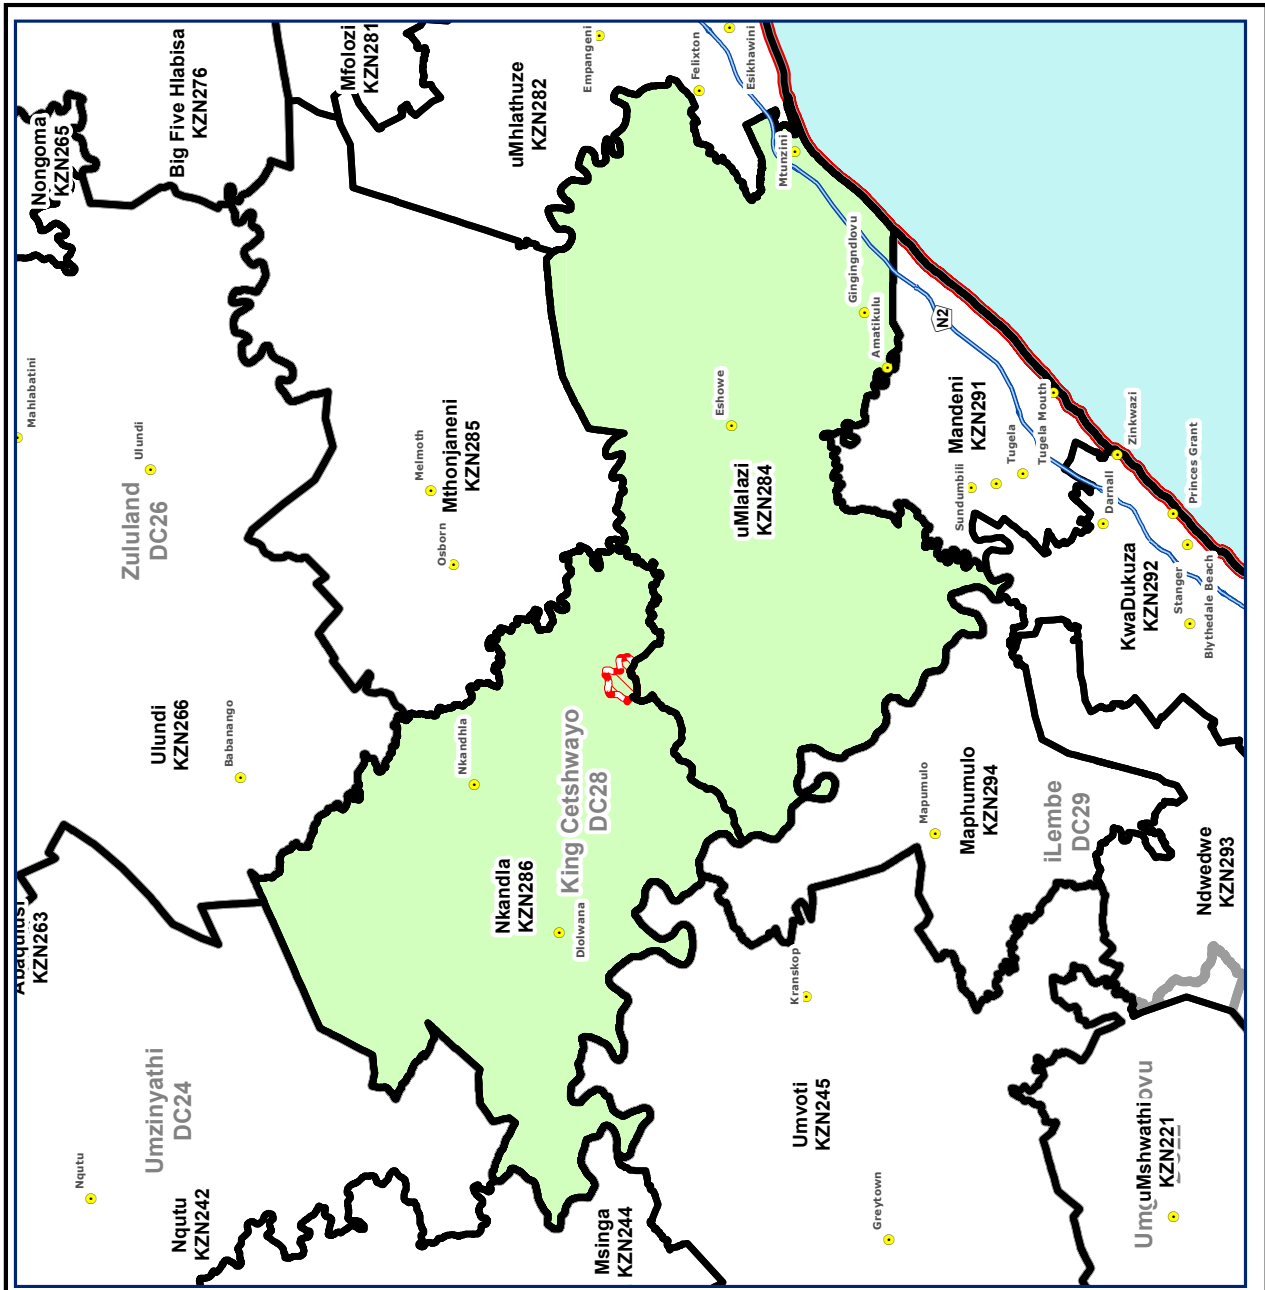 Nqutu
Umzinyathi
DC24
Nqutu
KZN242
Abaqulusi
KZN263
Babanango
Ulundi
KZN266
Mahlabatini
Ulundi
Zululand
DC26
Nongoma
KZN265
Big Five Hlabisa
KZN276
Mfolozi
KZN281
Melmoth
Osborn
Mthonjaneni
KZN285
Nkandhla
Nkandla
KZN286
Dlolwana
King Cetshwayo
DC28
uMhlathuze
KZN282
Empangeni
Felixton
Esikhawini
Mtunzini
Msinga
KZN244
Eshowe
uMlalazi
KZN284
Gingingndlovu
Amatikulu
N2
Kranskop
Umvoti
KZN245
Greytown
Mapumulo
Maphumulo
KZN294
iLembe
DC29
Mandeni
KZN291
Sundumbili
Tugela
Tugela Mouth
Darnall
Zinkwazi
KwaDukuza
KZN292
Stanger
Princes Grant
Blythedale Beach
Ndwedwe
KZN293
uMshwathi
KZN221